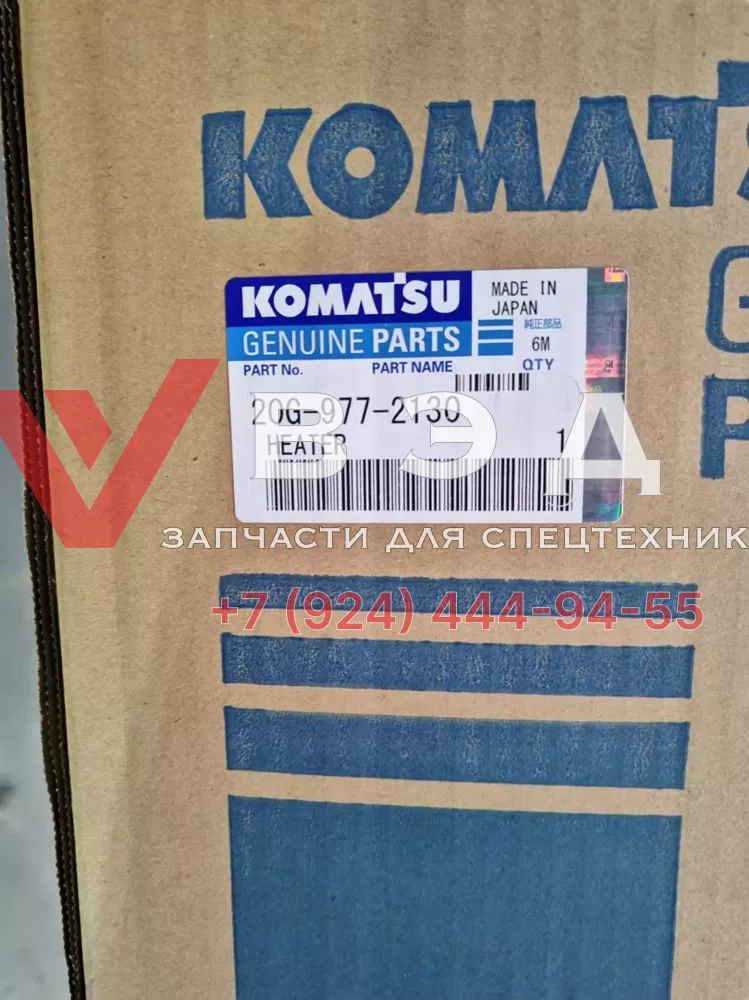 KOMATS
G
P
KOMATSU
GENUINE PARTS
MADE IN
JAPAN
純正部品
6M
PART No. PART NAME QTY
20G-977-2130
HEATER 1
ВЭД
ЗАПЧАСТИ ДЛЯ СПЕЦТЕХНИК
+7 (924) 444-94-55